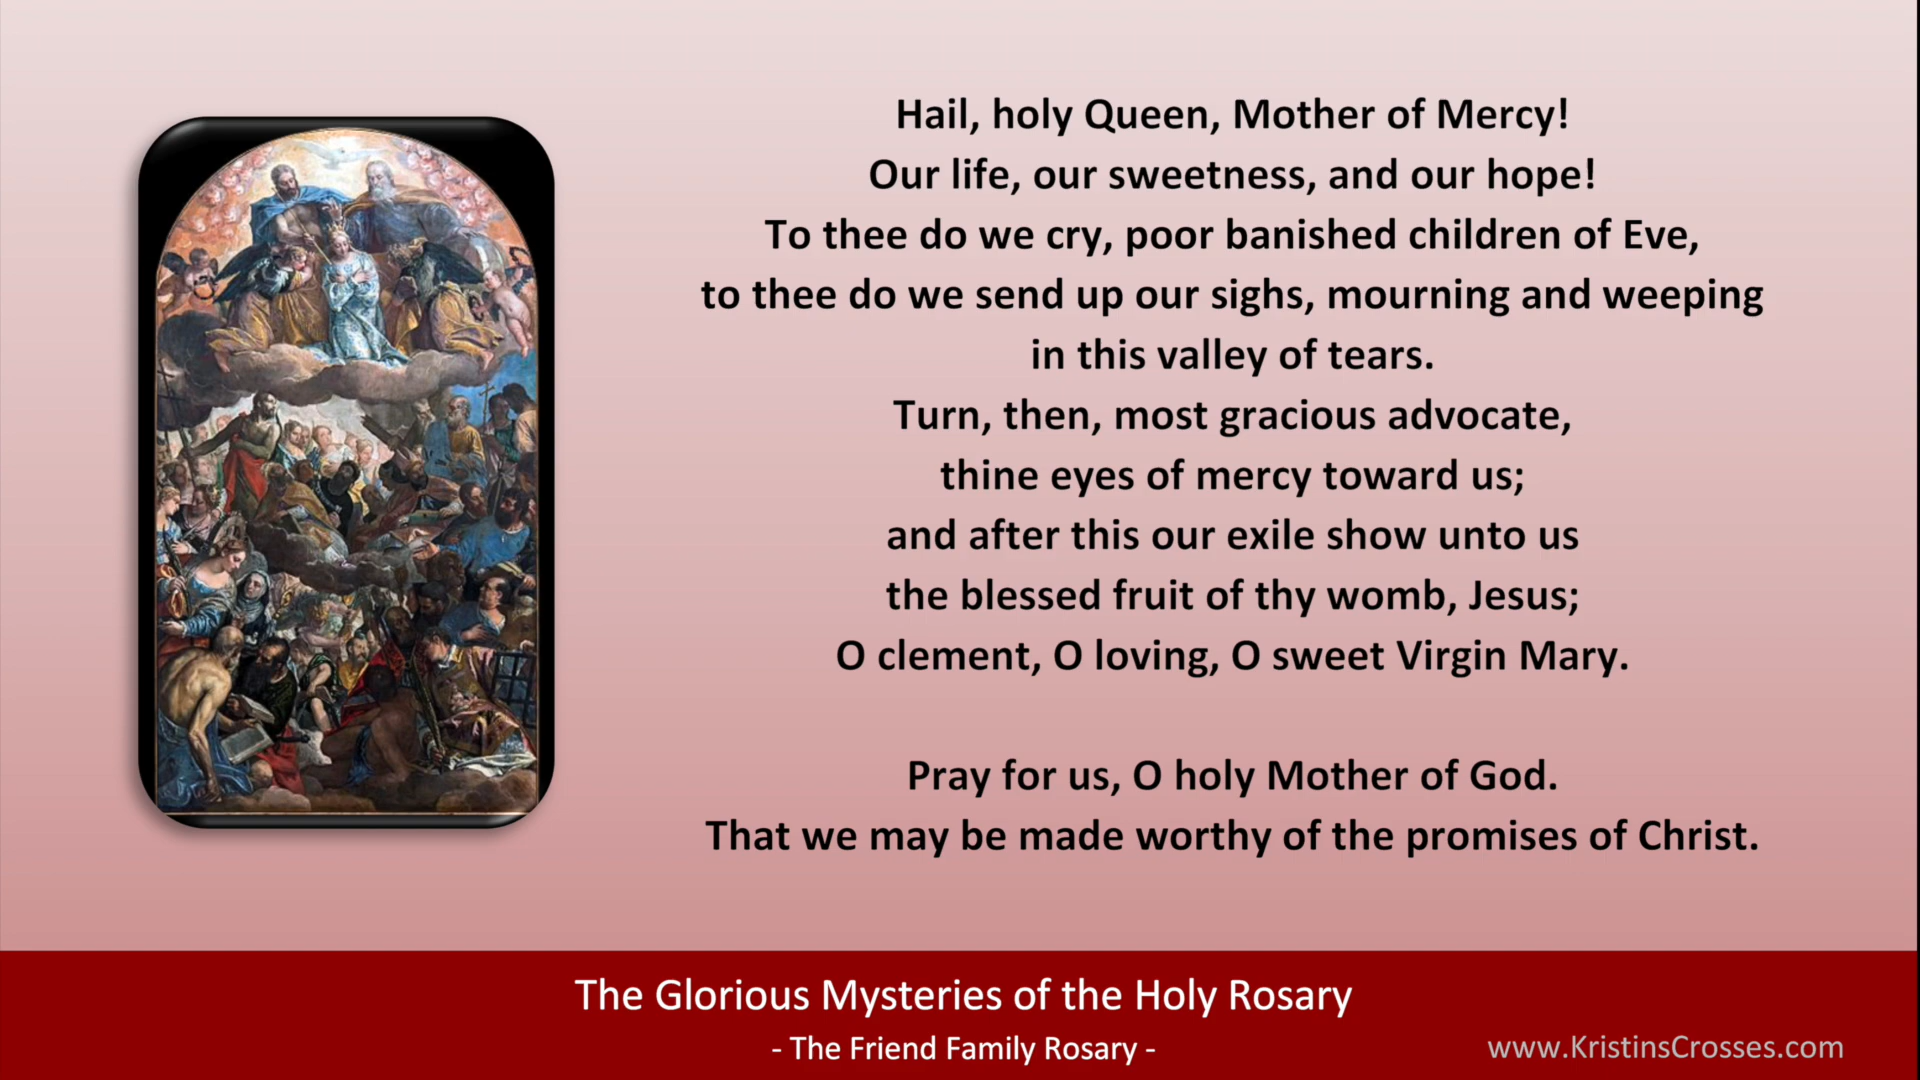 Hail, holy Queen, Mother of Mercy!
Our life, our sweetness, and our hope!
To thee do we cry, poor banished children of Eve,
to thee do we send up our sighs, mourning and weeping
in this valley of tears.
Turn, then, most gracious advocate,
thine eyes of mercy toward us;
and after this our exile show unto us
the blessed fruit of thy womb, Jesus;
O clement, O loving, O sweet Virgin Mary.
Pray for us, O holy Mother of God.
That we may be made worthy of the promises of Christ.
The Glorious Mysteries of the Holy Rosary
- The Friend Family Rosary -
www.KristinsCrosses.com